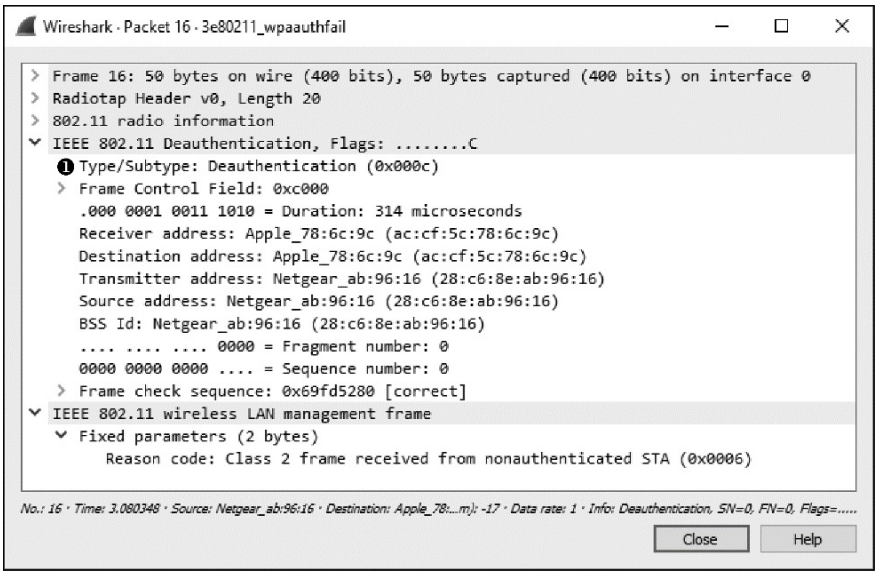 Wireshark · Packet 16 · 3e80211_wpaauthfail
> Frame 16: 50 bytes on wire (400 bits), 50 bytes captured (400 bits) on interface 0
> Radiotap Header v0, Length 20
> 802.11 radio information
IEEE 802.11 Deauthentication, Flags: ........C
❶ Type/Subtype: Deauthentication (0x000c)
> Frame Control Field: 0xc000
.000 0001 0011 1010 = Duration: 314 microseconds
Receiver address: Apple_78:6c:9c (ac:cf:5c:78:6c:9c)
Destination address: Apple_78:6c:9c (ac:cf:5c:78:6c:9c)
Transmitter address: Netgear_ab:96:16 (28:c6:8e:ab:96:16)
Source address: Netgear_ab:96:16 (28:c6:8e:ab:96:16)
BSS Id: Netgear_ab:96:16 (28:c6:8e:ab:96:16)
.... .... .... 0000 = Fragment number: 0
0000 0000 0000 .... = Sequence number: 0
> Frame check sequence: 0x69fd5280 [correct]
IEEE 802.11 wireless LAN management frame
Fixed parameters (2 bytes)
Reason code: Class 2 frame received from nonauthenticated STA (0x0006)
No.: 16 · Time: 3.080348 · Source: Netgear_ab:96:16 · Destination: Apple_78:...m): -17 · Data rate: 1 · Info: Deauthentication, SN=0, FN=0, Flags=.....
Close
Help